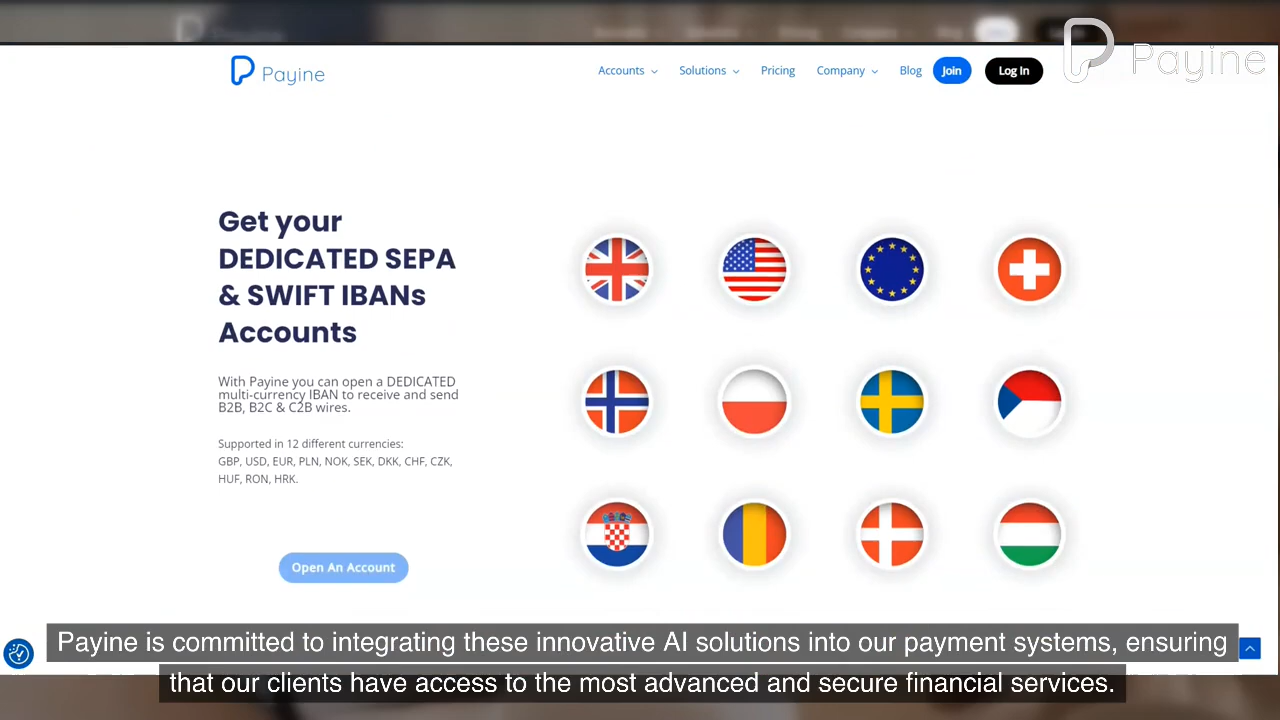 Payine
Accounts Solutions Pricing Company Blog Join Log In
Payine
Get your
DEDICATED SEPA
& SWIFT IBANs
Accounts
With Payine you can open a DEDICATED
multi-currency IBAN to receive and send
B2B, B2C & C2B wires.
Supported in 12 different currencies:
GBP, USD, EUR, PLN, NOK, SEK, DKK, CHF, CZK,
HUF, RON, HRK.
Open An Account
Payine is committed to integrating these innovative AI solutions into our payment systems, ensuring
that our clients have access to the most advanced and secure financial services.